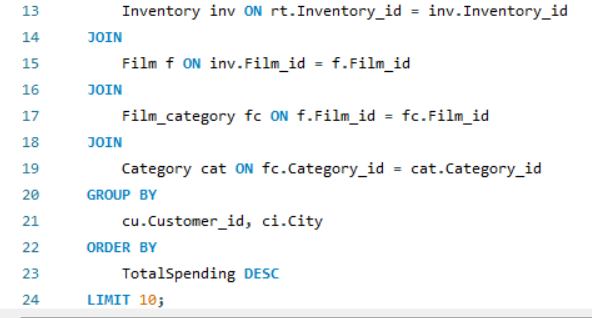 13 Inventory inv ON rt.Inventory_id = inv.Inventory_id
14 JOIN
15 Film f ON inv.Film_id = f.Film_id
16 JOIN
17 Film_category fc ON f.Film_id = fc.Film_id
18 JOIN
19 Category cat ON fc.Category_id = cat.Category_id
20 GROUP BY
21 cu.Customer_id, ci.City
22 ORDER BY
23 TotalSpending DESC
24 LIMIT 10;